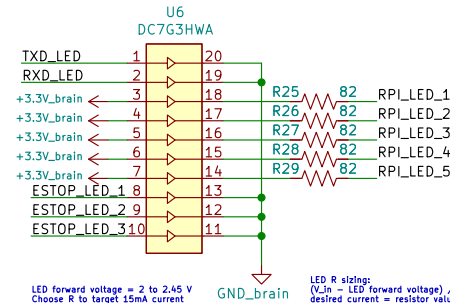 U6
DC7G3HWA
TXD_LED 1 20
RXD_LED 2 19
+3.3V_brain 3 18 R25 82 RPI_LED_1
+3.3V_brain 4 17 R26 82 RPI_LED_2
+3.3V_brain 5 16 R27 82 RPI_LED_3
+3.3V_brain 6 15 R28 82 RPI_LED_4
+3.3V_brain 7 14 R29 82 RPI_LED_5
ESTOP_LED_1 8 13
ESTOP_LED_2 9 12
ESTOP_LED_3 10 11
GND_brain
LED forward voltage = 2 to 2.45 V
Choose R to target 15mA current
LED R sizing:
(V_in - LED forward voltage) /
desired current = resistor valu